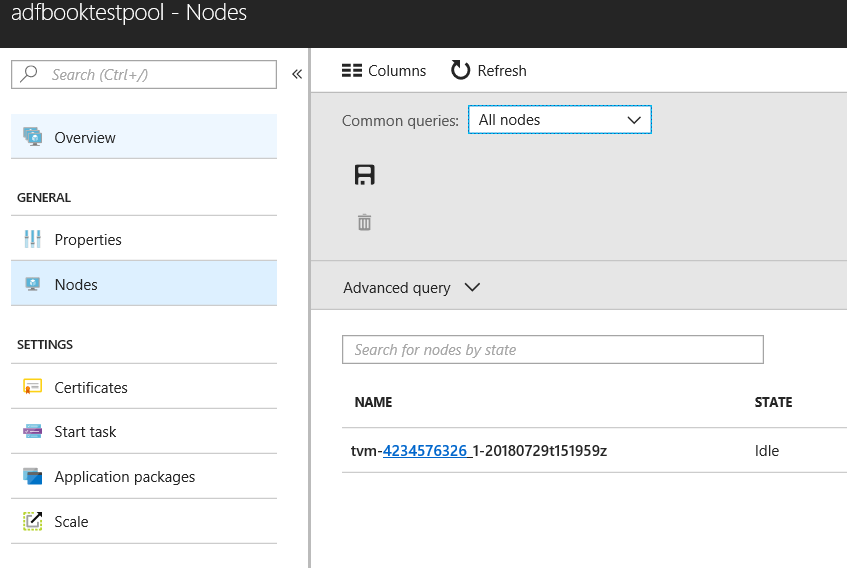 adfbooktestpool - Nodes
Search (Ctrl+/)
«
Overview
GENERAL
Properties
Nodes
SETTINGS
Certificates
Start task
Application packages
Scale
Columns
Refresh
Common queries:
All nodes
Advanced query
Search for nodes by state
NAME STATE
tvm-4234576326_1-20180729t151959z Idle